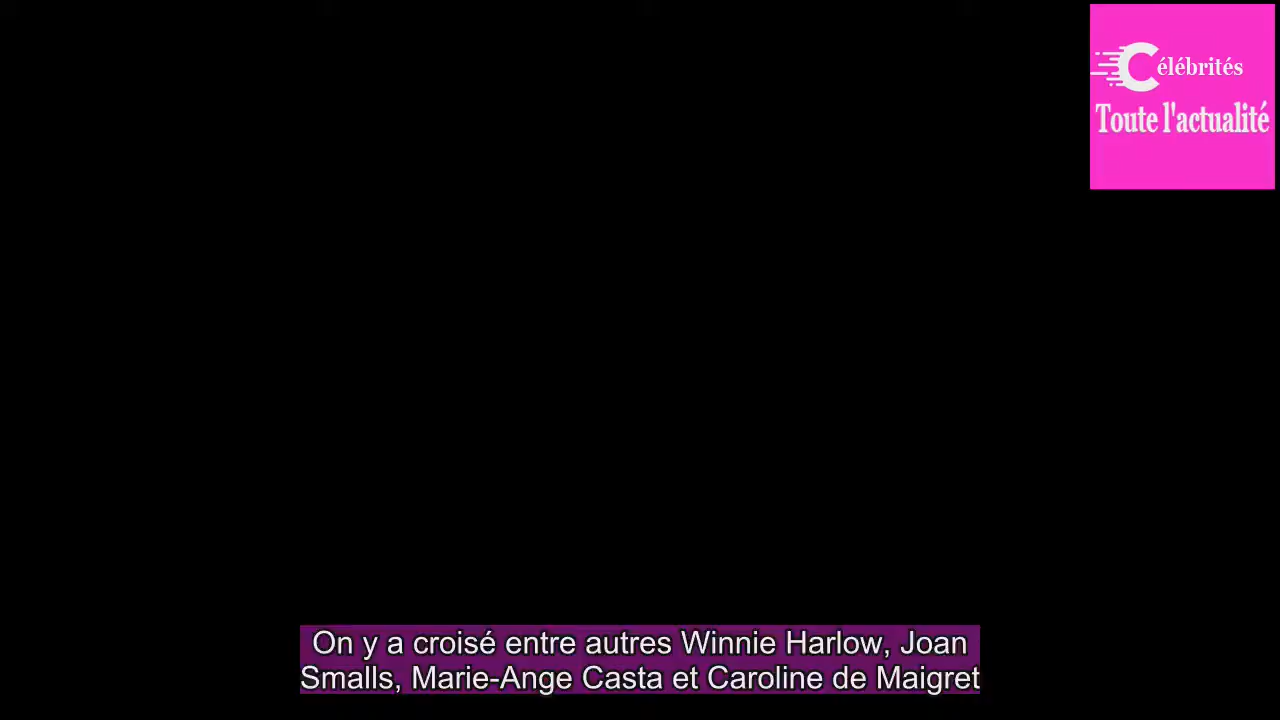 Célébrités
Toute l'actualité
On y a croisé entre autres Winnie Harlow, Joan
Smalls, Marie-Ange Casta et Caroline de Maigret